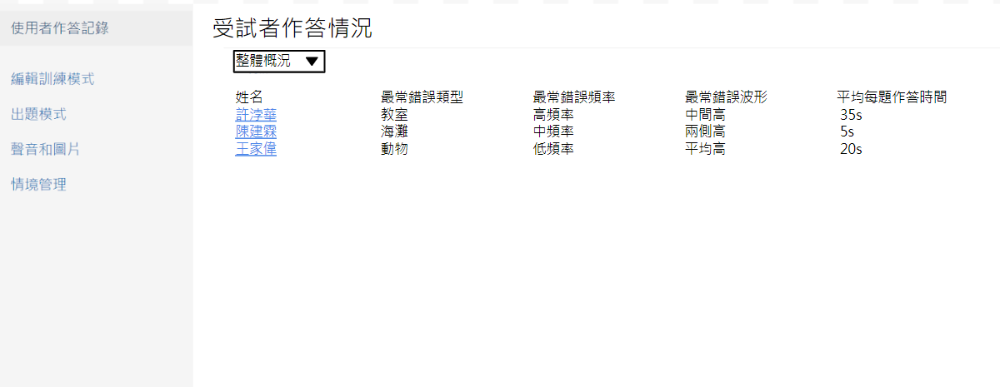 使用者作答記錄
編輯訓練模式
出題模式
聲音和圖片
情境管理
受試者作答情況
整體概況
姓名 最常錯誤類型 最常錯誤頻率 最常錯誤波形 平均每題作答時間
許浡華 教室 高頻率 中間高 35s
陳建霖 海灘 中頻率 兩側高 5s
王家偉 動物 低頻率 平均高 20s